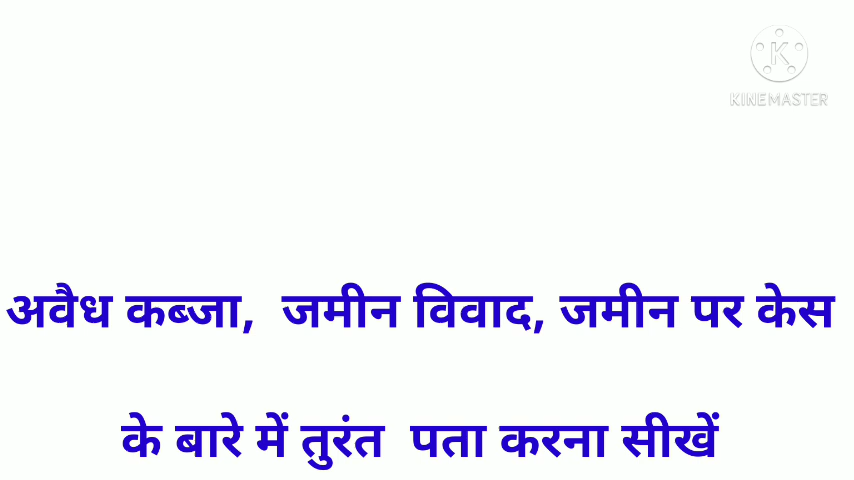 KINEMASTER
अवैध कब्जा, जमीन विवाद, जमीन पर केस
के बारे में तुरंत पता करना सीखें